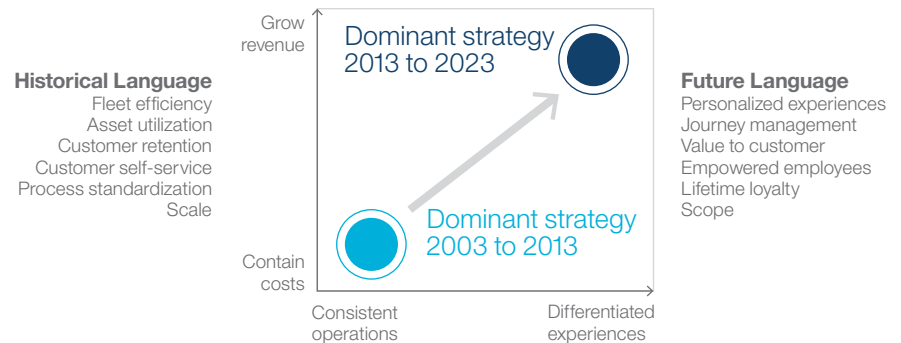 Historical Language
Fleet efficiency
Asset utilization
Customer retention
Customer self-service
Process standardization
Scale
Grow
revenue
Contain
costs
Dominant strategy
2013 to 2023
Dominant strategy
2003 to 2013
Consistent
operations
Differentiated
experiences
Future Language
Personalized experiences
Journey management
Value to customer
Empowered employees
Lifetime loyalty
Scope